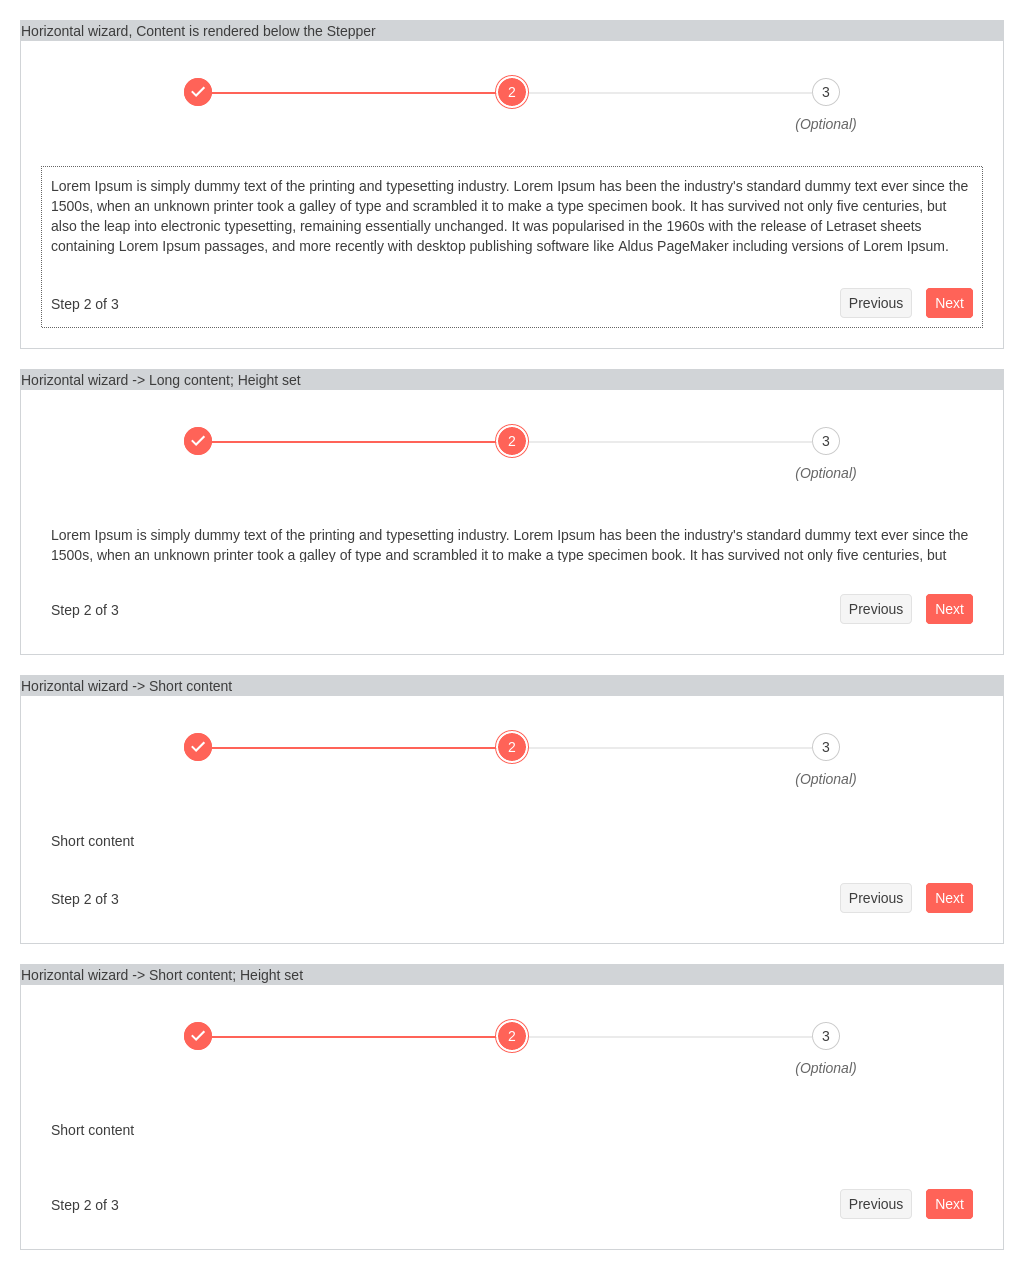 Horizontal wizard, Content is rendered below the Stepper
2
3
(Optional)
Lorem Ipsum is simply dummy text of the printing and typesetting industry. Lorem Ipsum has been the industry's standard dummy text ever since the
1500s, when an unknown printer took a galley of type and scrambled it to make a type specimen book. It has survived not only five centuries, but
also the leap into electronic typesetting, remaining essentially unchanged. It was popularised in the 1960s with the release of Letraset sheets
containing Lorem Ipsum passages, and more recently with desktop publishing software like Aldus PageMaker including versions of Lorem Ipsum.
Step 2 of 3
Previous
Next
Horizontal wizard -> Long content; Height set
2
3
(Optional)
Lorem Ipsum is simply dummy text of the printing and typesetting industry. Lorem Ipsum has been the industry's standard dummy text ever since the
1500s, when an unknown printer took a galley of type and scrambled it to make a type specimen book. It has survived not only five centuries, but
Step 2 of 3
Previous
Next
Horizontal wizard -> Short content
2
3
(Optional)
Short content
Step 2 of 3
Previous
Next
Horizontal wizard -> Short content; Height set
2
3
(Optional)
Short content
Step 2 of 3
Previous
Next